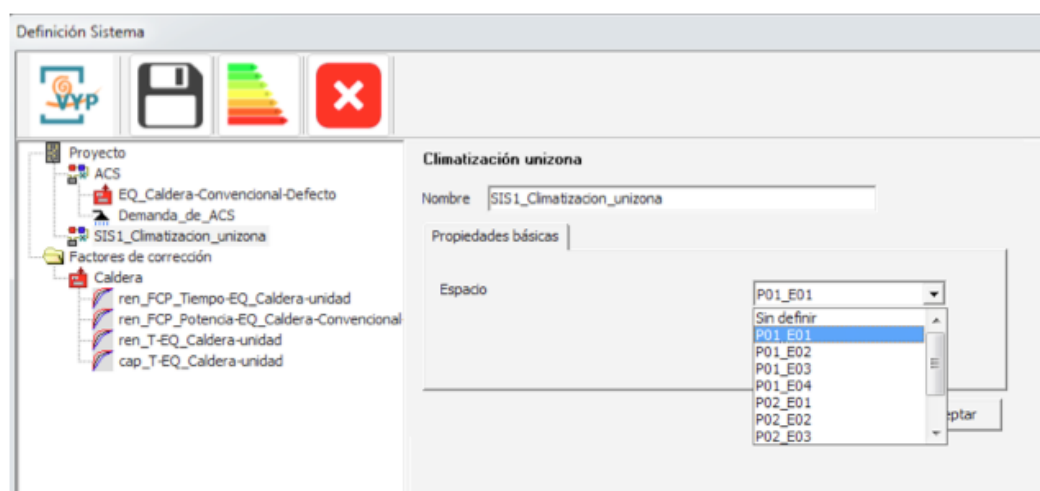 Definición Sistema
VYP
Proyecto
ACS
EQ_Caldera-Convencional-Defecto
Demanda_de_ACS
SIS1_Climatizacion_unizona
Factores de corrección
Caldera
ren_FCP_Tiempo-EQ_Caldera-unidad
ren_FCP_Potencia-EQ_Caldera-Convencional
ren_T-EQ_Caldera-unidad
cap_T-EQ_Caldera-unidad
Climatización unizona
Nombre SIS1_Climatizacion_unizona
Propiedades básicas
Espacio P01_E01
Sin definir
P01_E01
P01_E02
P01_E03
P01_E04
P02_E01
P02_E02
P02_E03
eptar